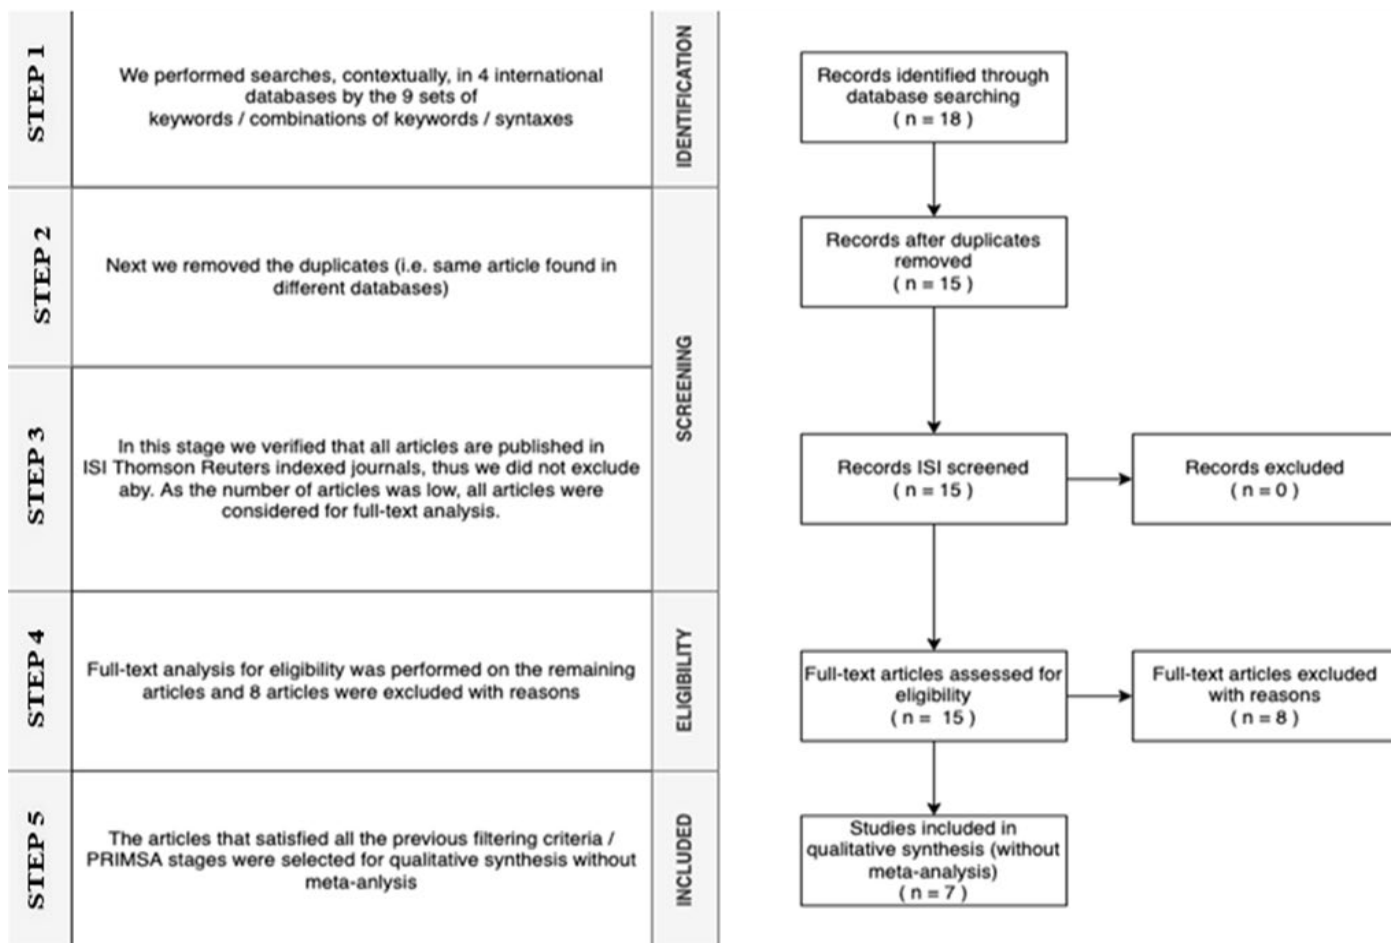 STEP 1
We performed searches, contextually, in 4 international
databases by the 9 sets of
keywords / combinations of keywords / syntaxes
IDENTIFICATION
Records identified through
database searching
( n = 18 )
STEP 2
Next we removed the duplicates (i.e. same article found in
different databases)
SCREENING
Records after duplicates
removed
( n = 15 )
STEP 3
In this stage we verified that all articles are published in
ISI Thomson Reuters indexed journals, thus we did not exclude
aby. As the number of articles was low, all articles were
considered for full-text analysis.
Records ISI screened
( n = 15 )
Records excluded
( n = 0 )
STEP 4
Full-text analysis for eligibility was performed on the remaining
articles and 8 articles were excluded with reasons
ELIGIBILITY
Full-text articles assessed for
eligibility
( n = 15 )
Full-text articles excluded
with reasons
( n = 8 )
STEP 5
The articles that satisfied all the previous filtering criteria /
PRIMSA stages were selected for qualitative synthesis without
meta-anlysis
INCLUDED
Studies included in
qualitative synthesis (without
meta-analysis)
( n = 7 )